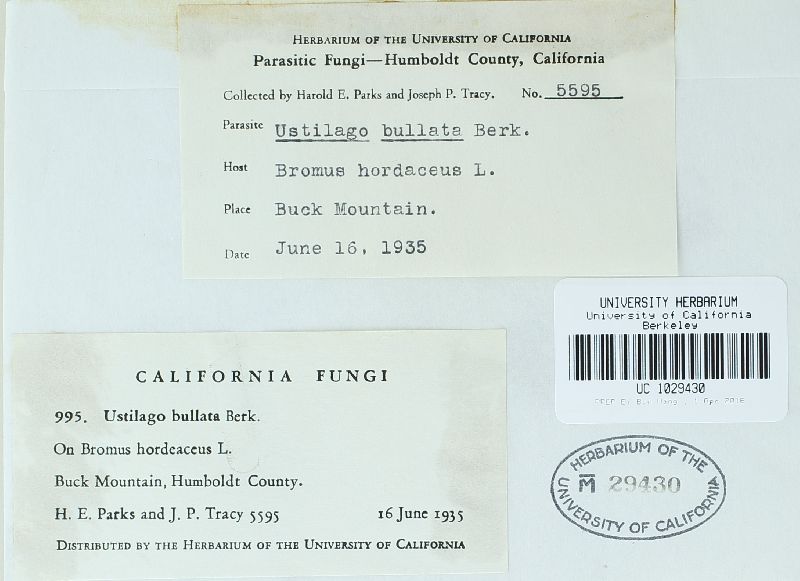 HERBARIUM OF THE UNIVERSITY OF CALIFORNIA
Parasitic Fungi—Humboldt County, California
Collected by Harold E. Parks and Joseph P. Tracy. No. 5595
Parasite Ustilago bullata Berk.
Host Bromus hordaceus L.
Place Buck Mountain.
Date June 16, 1935
UNIVERSITY HERBARIUM
University of California
Berkeley
UC 1029430
CALIFORNIA FUNGI
995. Ustilago bullata Berk.
On Bromus hordeaceus L.
Buck Mountain, Humboldt County.
H. E. Parks and J. P. Tracy 5595 16 June 1935
DISTRIBUTED BY THE HERBARIUM OF THE UNIVERSITY OF CALIFORNIA
HERBARIUM OF THE
M 29430
UNIVERSITY OF CALIFORNIA